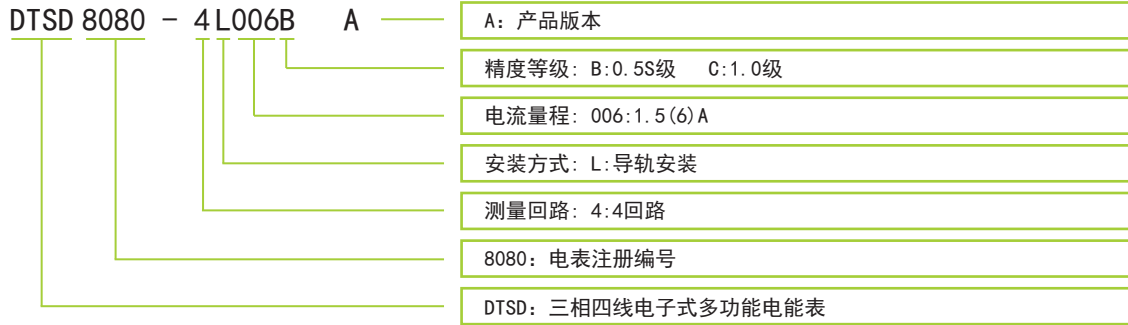 DTSD 8080 - 4L006B A
A: 产品版本
精度等级: B:0.5S级 C:1.0级
电流量程: 006:1.5(6)A
安装方式: L:导轨安装
测量回路: 4:4回路
8080: 电表注册编号
DTSD: 三相四线电子式多功能电能表